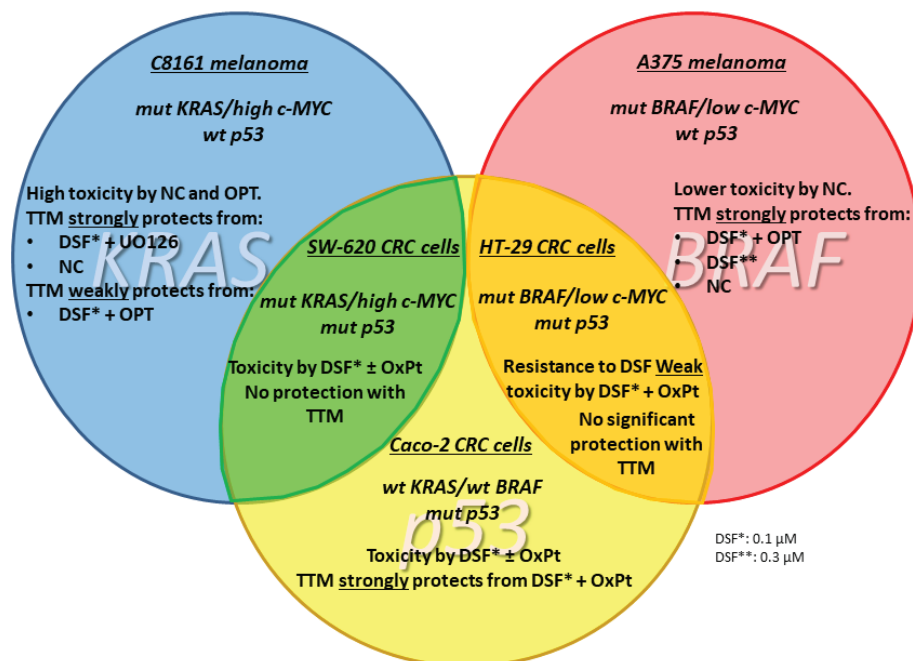 C8161 melanoma
mut KRAS/high c-MYC
wt p53
High toxicity by NC and OPT.
TTM strongly protects from:
• DSF* + UO126
• NC
TTM weakly protects from:
• DSF* + OPT
KRAS
A375 melanoma
mut BRAF/low c-MYC
wt p53
Lower toxicity by NC.
TTM strongly protects from:
• DSF* + OPT
• DSF**
• NC
BRAF
SW-620 CRC cells
mut KRAS/high c-MYC
mut p53
Toxicity by DSF* ± OxPt
No protection with
TTM
HT-29 CRC cells
mut BRAF/low c-MYC
mut p53
Resistance to DSF Weak
toxicity by DSF* + OxPt
No significant
protection with
TTM
Caco-2 CRC cells
wt KRAS/wt BRAF
mut p53
p53
Toxicity by DSF* ± OxPt
TTM strongly protects from DSF* + OxPt
DSF*: 0.1 µM
DSF**: 0.3 µM